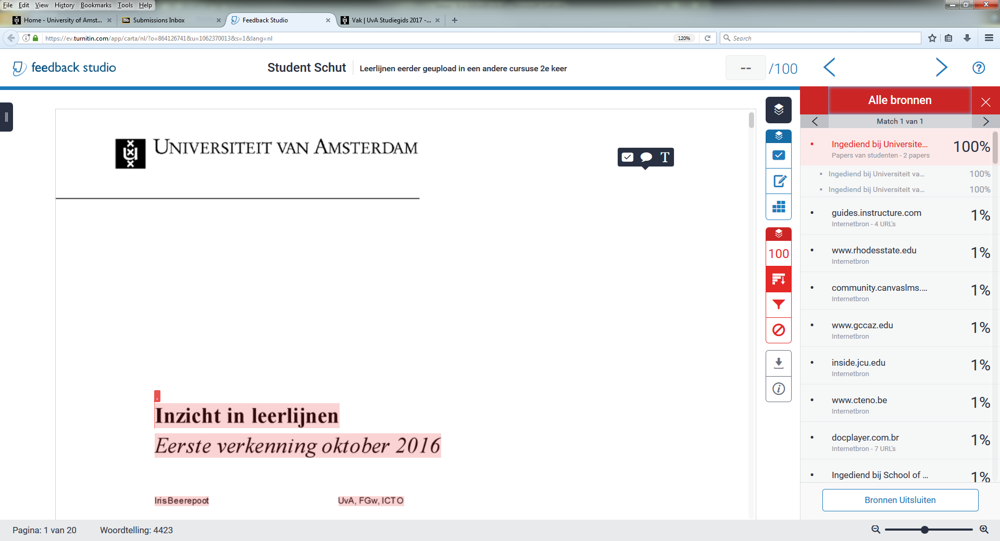 File Edit View History Bookmarks Tools Help
Home - University of Amst...
Submissions Inbox
Feedback Studio
Vak | UvA Studiegids 2017 -...
https://ev.turnitin.com/app/carta/nl/?o=864126741&u=1062370013&s=1&lang=nl
120%
Search
feedback studio
Student Schut
Leerlijnen eerder geupload in een andere cursuse 2e keer
-- /100
Alle bronnen
Match 1 van 1
UNIVERSITEIT VAN AMSTERDAM
T
100
Ingediend bij Universite... 100%
Papers van studenten - 2 papers
Ingediend bij Universiteit va... 100%
Ingediend bij Universiteit va... 100%
guides.instructure.com 1%
Internetbron - 4 URL's
www.rhodesstate.edu 1%
Internetbron
community.canvaslms.... 1%
Internetbron
www.gccaz.edu 1%
Internetbron
inside.jcu.edu 1%
Internetbron
www.cteno.be 1%
Internetbron
docplayer.com.br 1%
Internetbron - 7 URL's
Ingediend bij School of ... 1%
Bronnen Uitsluiten
Inzicht in leerlijnen
Eerste verkenning oktober 2016
Iris Beerepoot
UvA, FGw, ICTO
Pagina: 1 van 20
Woordtelling: 4423